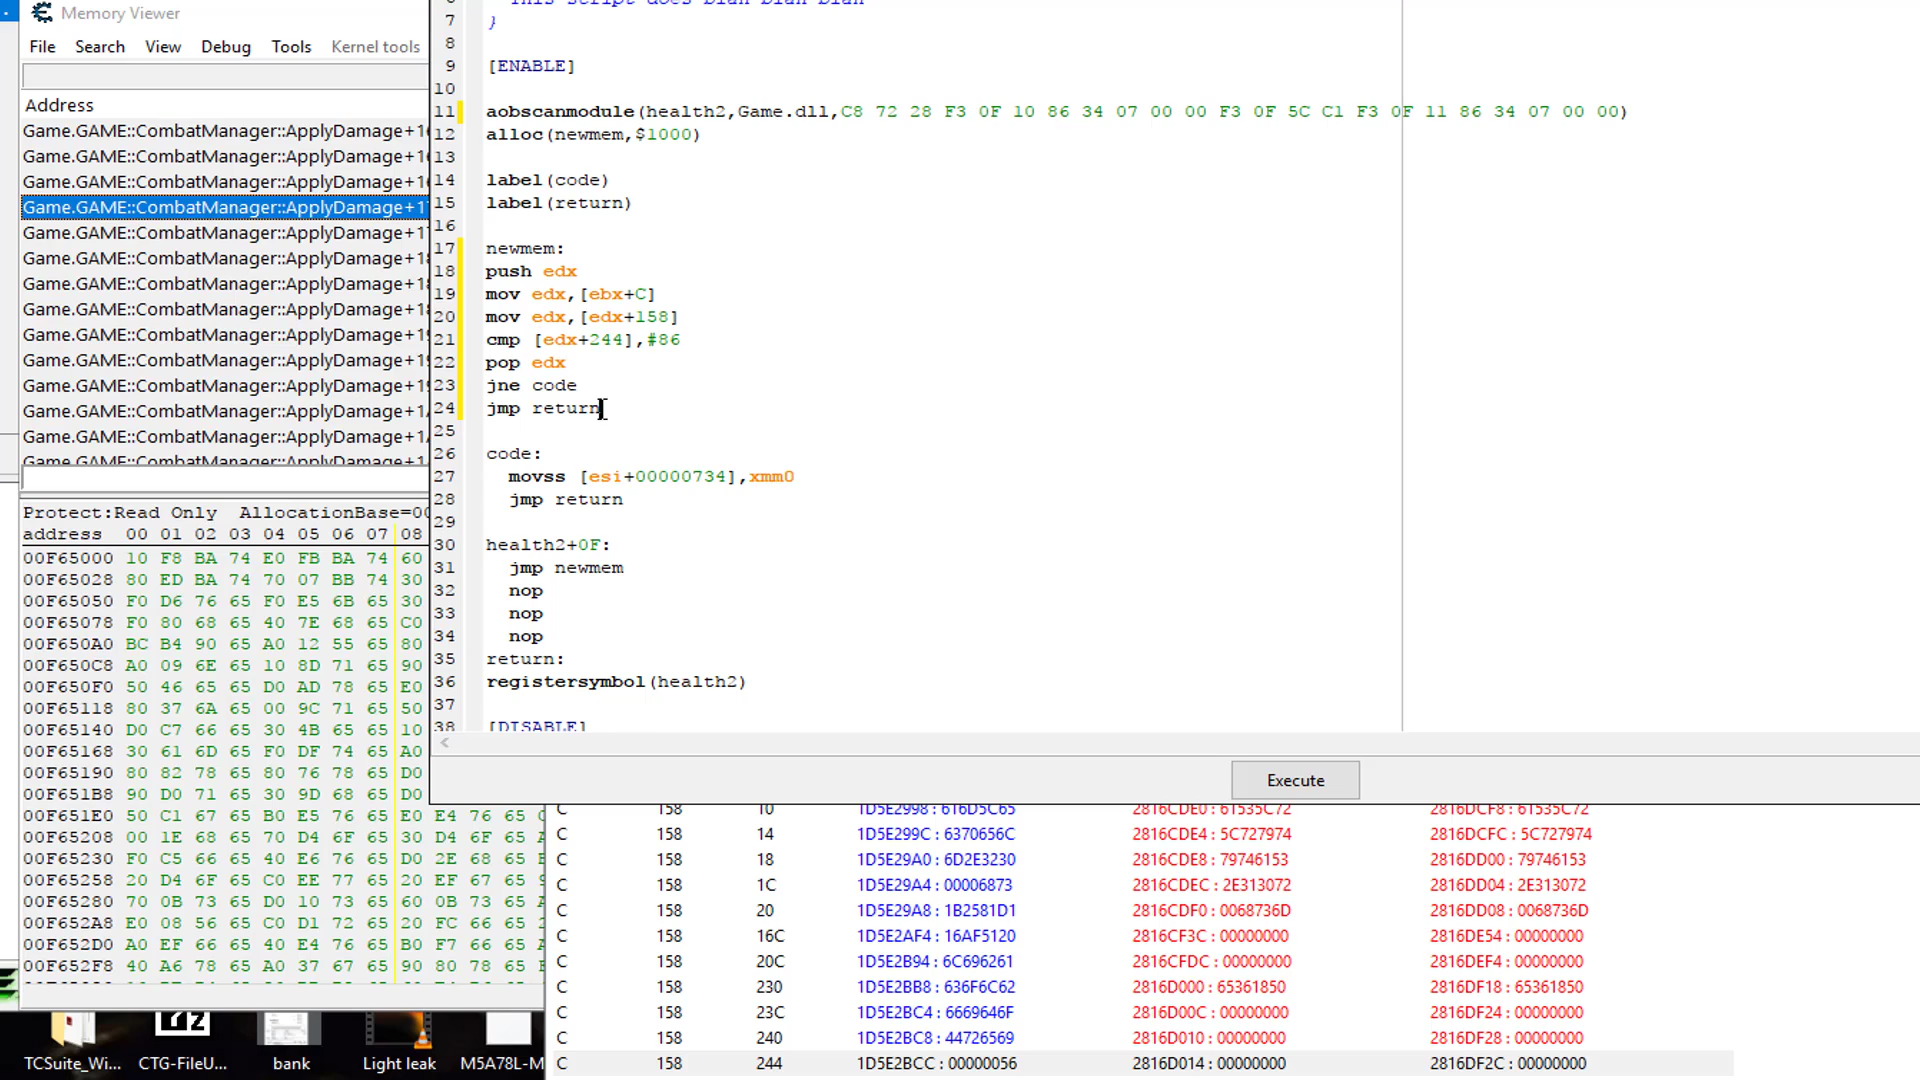 Memory Viewer
File Search View Debug Tools Kernel tools
Address
Game.GAME::CombatManager::ApplyDamage+1
Game.GAME::CombatManager::ApplyDamage+1
Game.GAME::CombatManager::ApplyDamage+1
Game.GAME::CombatManager::ApplyDamage+1
Game.GAME::CombatManager::ApplyDamage+1
Game.GAME::CombatManager::ApplyDamage+18
Game.GAME::CombatManager::ApplyDamage+18
Game.GAME::CombatManager::ApplyDamage+18
Game.GAME::CombatManager::ApplyDamage+19
Game.GAME::CombatManager::ApplyDamage+19
Game.GAME::CombatManager::ApplyDamage+19
Game.GAME::CombatManager::ApplyDamage+1
Game.GAME::CombatManager::ApplyDamage+1
Game.GAME::CombatManager::ApplyDamage+1
7 }
8
9 [ENABLE]
10
11 aobscanmodule(health2,Game.dll,C8 72 28 F3 0F 10 86 34 07 00 00 F3 0F 5C C1 F3 0F 11 86 34 07 00 00)
12 alloc(newmem,$1000)
13
14 label(code)
15 label(return)
16
17 newmem:
18 push edx
19 mov edx,[ebx+C]
20 mov edx,[edx+158]
21 cmp [edx+244],#86
22 pop edx
23 jne code
24 jmp return
25
26 code:
27 movss [esi+00000734],xmm0
28 jmp return
29
30 health2+0F:
31 jmp newmem
32 nop
33 nop
34 nop
35 return:
36 registersymbol(health2)
37
38 [DISABLE]
Execute
Protect:Read Only AllocationBase=00
address 00 01 02 03 04 05 06 07 08
00F65000 10 F8 BA 74 E0 FB BA 74 60
00F65028 80 ED BA 74 70 07 BB 74 30
00F65050 F0 D6 76 65 F0 E5 6B 65 30
00F65078 F0 80 68 65 40 7E 68 65 C0
00F650A0 BC B4 90 65 A0 12 55 65 80
00F650C8 A0 09 6E 65 10 8D 71 65 90
00F650F0 50 46 65 65 D0 AD 78 65 E0
00F65118 80 37 6A 65 00 9C 71 65 50
00F65140 D0 C7 66 65 30 4B 65 65 10
00F65168 30 61 6D 65 F0 DF 74 65 A0
00F65190 80 82 78 65 80 76 78 65 D0
00F651B8 90 D0 71 65 30 9D 68 65 D0
00F651E0 50 C1 67 65 B0 E5 76 65 E0 E4 76 65
00F65208 00 1E 68 65 70 D4 6F 65 30 D4 6F 65
00F65230 F0 C5 66 65 40 E6 76 65 D0 2E 68 65
00F65258 20 D4 6F 65 C0 EE 77 65 20 EF 67 65
00F65280 70 0B 73 65 D0 10 73 65 60 0B 73 65
00F652A8 E0 08 56 65 C0 D1 72 65 20 FC 66 65
00F652D0 A0 EF 66 65 40 E4 76 65 B0 F7 66 65
00F652F8 40 A6 78 65 A0 37 67 65 90 80 78 65
C 158 10 1D5E2998 : 616D5C65 2816CDE0 : 61535C72 2816DCF8 : 61535C72
C 158 14 1D5E299C : 6370656C 2816CDE4 : 5C727974 2816DCFC : 5C727974
C 158 18 1D5E29A0 : 6D2E3230 2816CDE8 : 79746153 2816DD00 : 79746153
C 158 1C 1D5E29A4 : 00006873 2816CDEC : 2E313072 2816DD04 : 2E313072
C 158 20 1D5E29A8 : 1B2581D1 2816CDF0 : 0068736D 2816DD08 : 0068736D
C 158 16C 1D5E2AF4 : 16AF5120 2816CF3C : 00000000 2816DE54 : 00000000
C 158 20C 1D5E2B94 : 6C696261 2816CFDC : 00000000 2816DEF4 : 00000000
C 158 230 1D5E2BB8 : 636F6C62 2816D000 : 65361850 2816DF18 : 65361850
C 158 23C 1D5E2BC4 : 6669646F 2816D00C : 00000000 2816DF24 : 00000000
C 158 240 1D5E2BC8 : 44726569 2816D010 : 00000000 2816DF28 : 00000000
C 158 244 1D5E2BCC : 00000056 2816D014 : 00000000 2816DF2C : 00000000
TCSuite_Wi... CTG-FileU... bank Light leak M5A78L-M